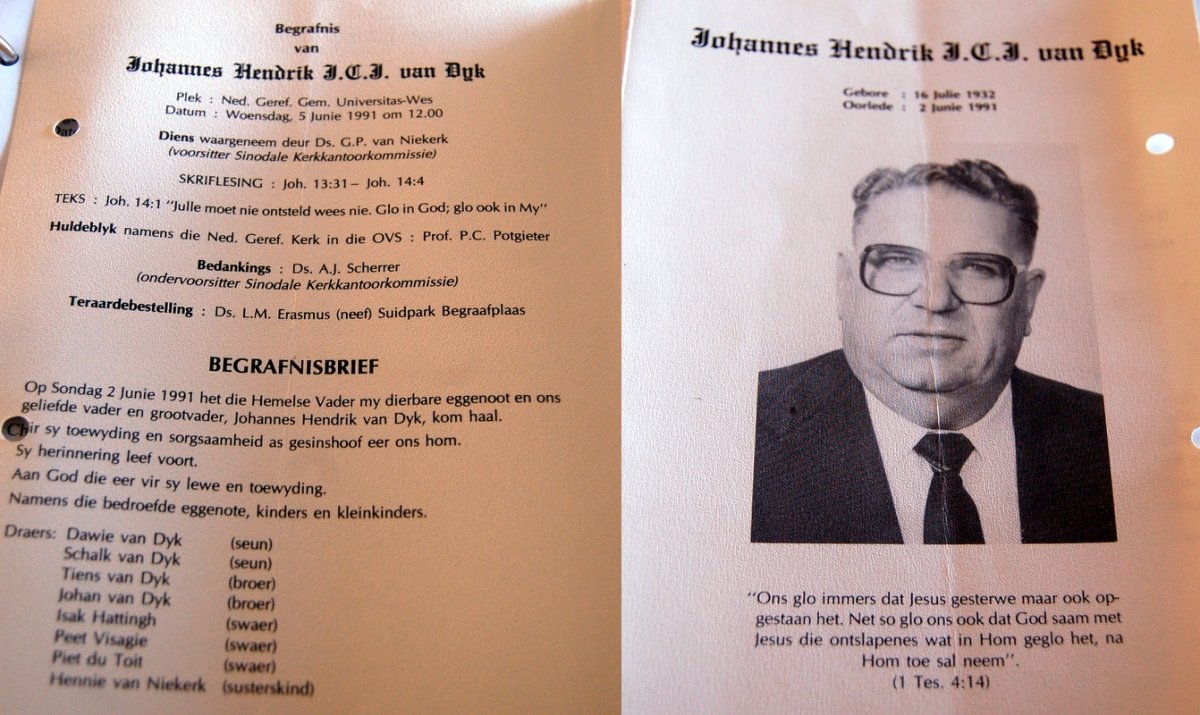 Begrafnis
van
Johannes Hendrik J.C.J. van Dyk
Plek : Ned. Geref. Gem. Universitas-Wes
Datum : Woensdag, 5 Junie 1991 om 12.00
Dat
Diens waargeneem deur Ds. G.P. van Niekerk
(voorsitter Sinodale Kerkkantoorkommissie)
SKRIFLESING : Joh. 13:31 – Joh. 14:4
TEKS : Joh. 14:1 "Julle moet nie ontsteld wees nie. Glo in God; glo ook in My"
Huldeblyk namens die Ned. Geref. Kerk in die OVS : Prof. P.C. Potgieter
Bedankings : Ds. A.J. Scherrer
(ondervoorsitter Sinodale Kerkkantoorkommissie)
Teraardebestelling : Ds. L.M. Erasmus (neef) Suidpark Begraafplaas
BEGRAFNISBRIEF
Op Sondag 2 Junie 1991 het die Hemelse Vader my dierbare eggenoot en ons
geliefde vader en grootvader, Johannes Hendrik van Dyk, kom haal.
ir sy toewyding en sorgsaamheid as gesinshoof eer ons hom.
Sy herinnering leef voort.
Aan God die eer vir sy lewe en toewyding.
Namens die bedroefde eggenote, kinders en kleinkinders.
Draers: Dawie van Dyk (seun)
Schalk van Dyk (seun)
Tiens van Dyk (broer)
Johan van Dyk (broer)
Isak Hattingh (swaer)
Peet Visagie (swaer)
Piet du Toit (swaer)
Hennie van Niekerk (susterskind)
Johannes Hendrik J.C.J. van Dyk
Gebore : 16 Julie 1932
Oorlede : 2 Junie 1991
"Ons glo immers dat Jesus gesterwe maar ook op-
gestaan het. Net so glo ons ook dat God saam met
Jesus die ontslapenes wat in Hom geglo het, na
Hom toe sal neem".
(1 Tes. 4:14)